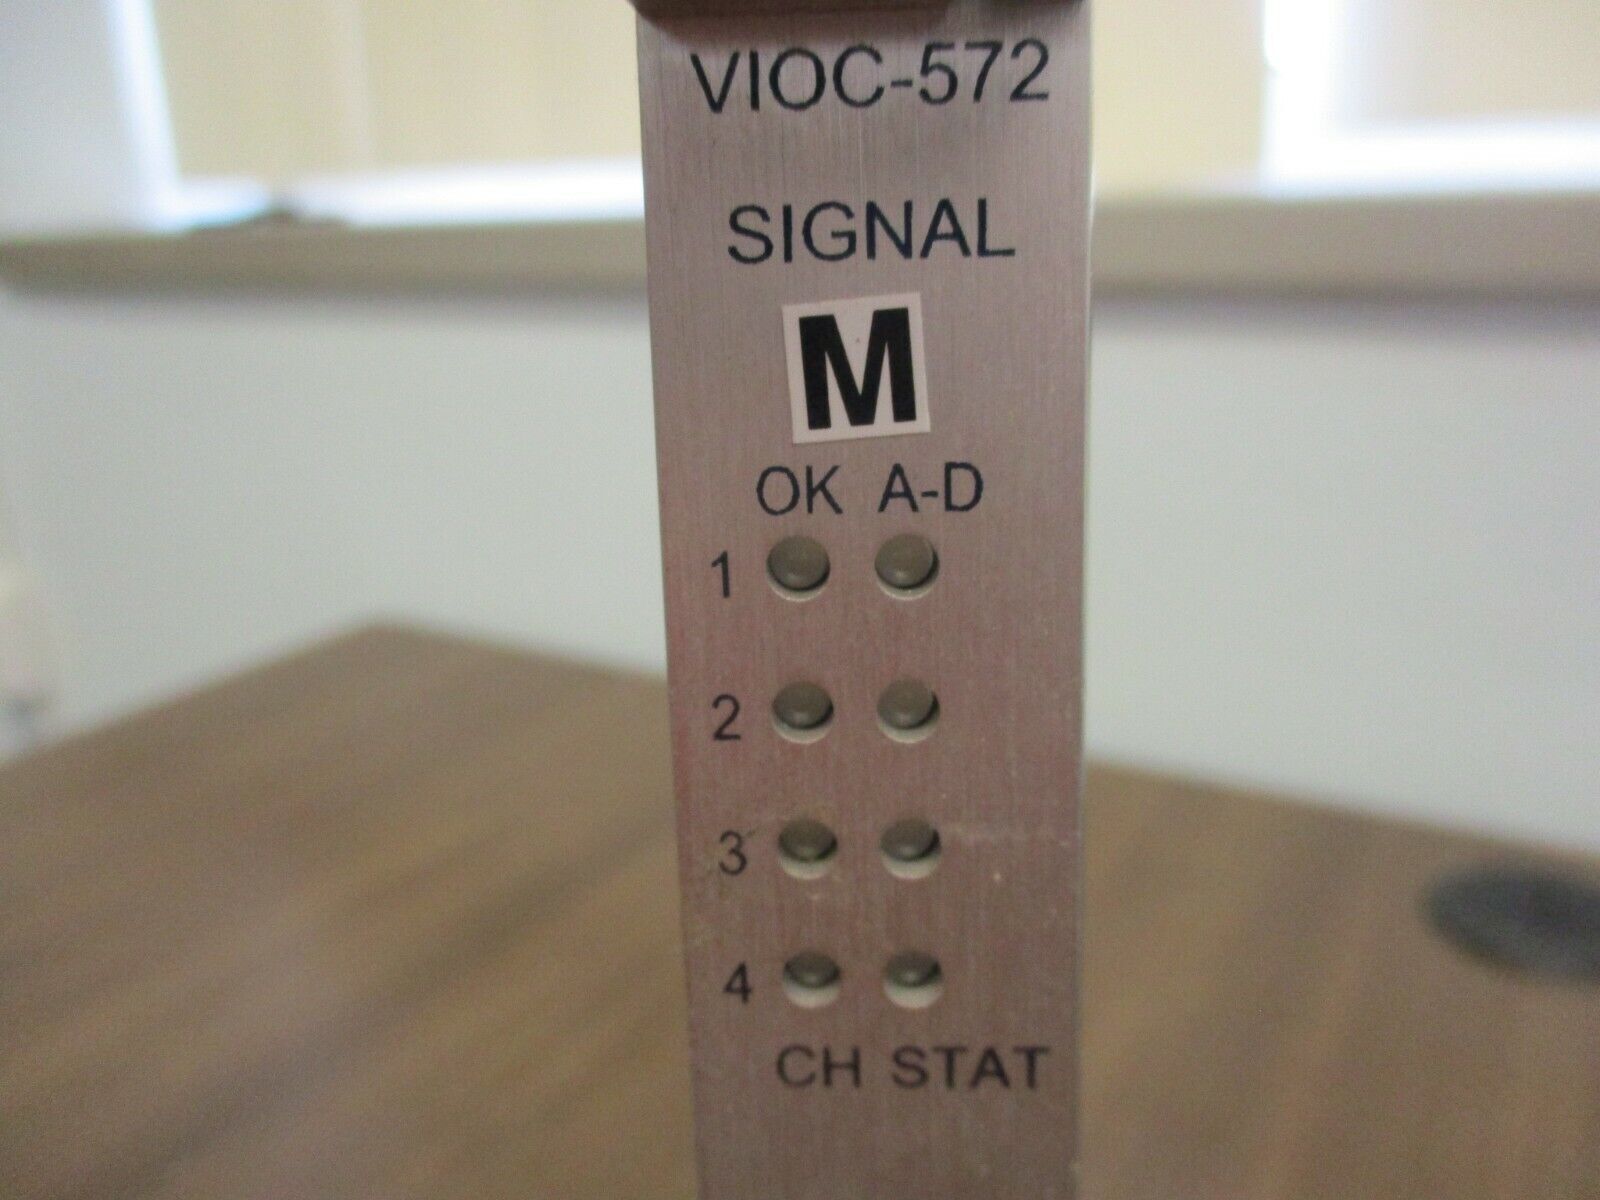 VIOC-572
SIGNAL
M
OK A-D
1
2
3
4
CH STAT